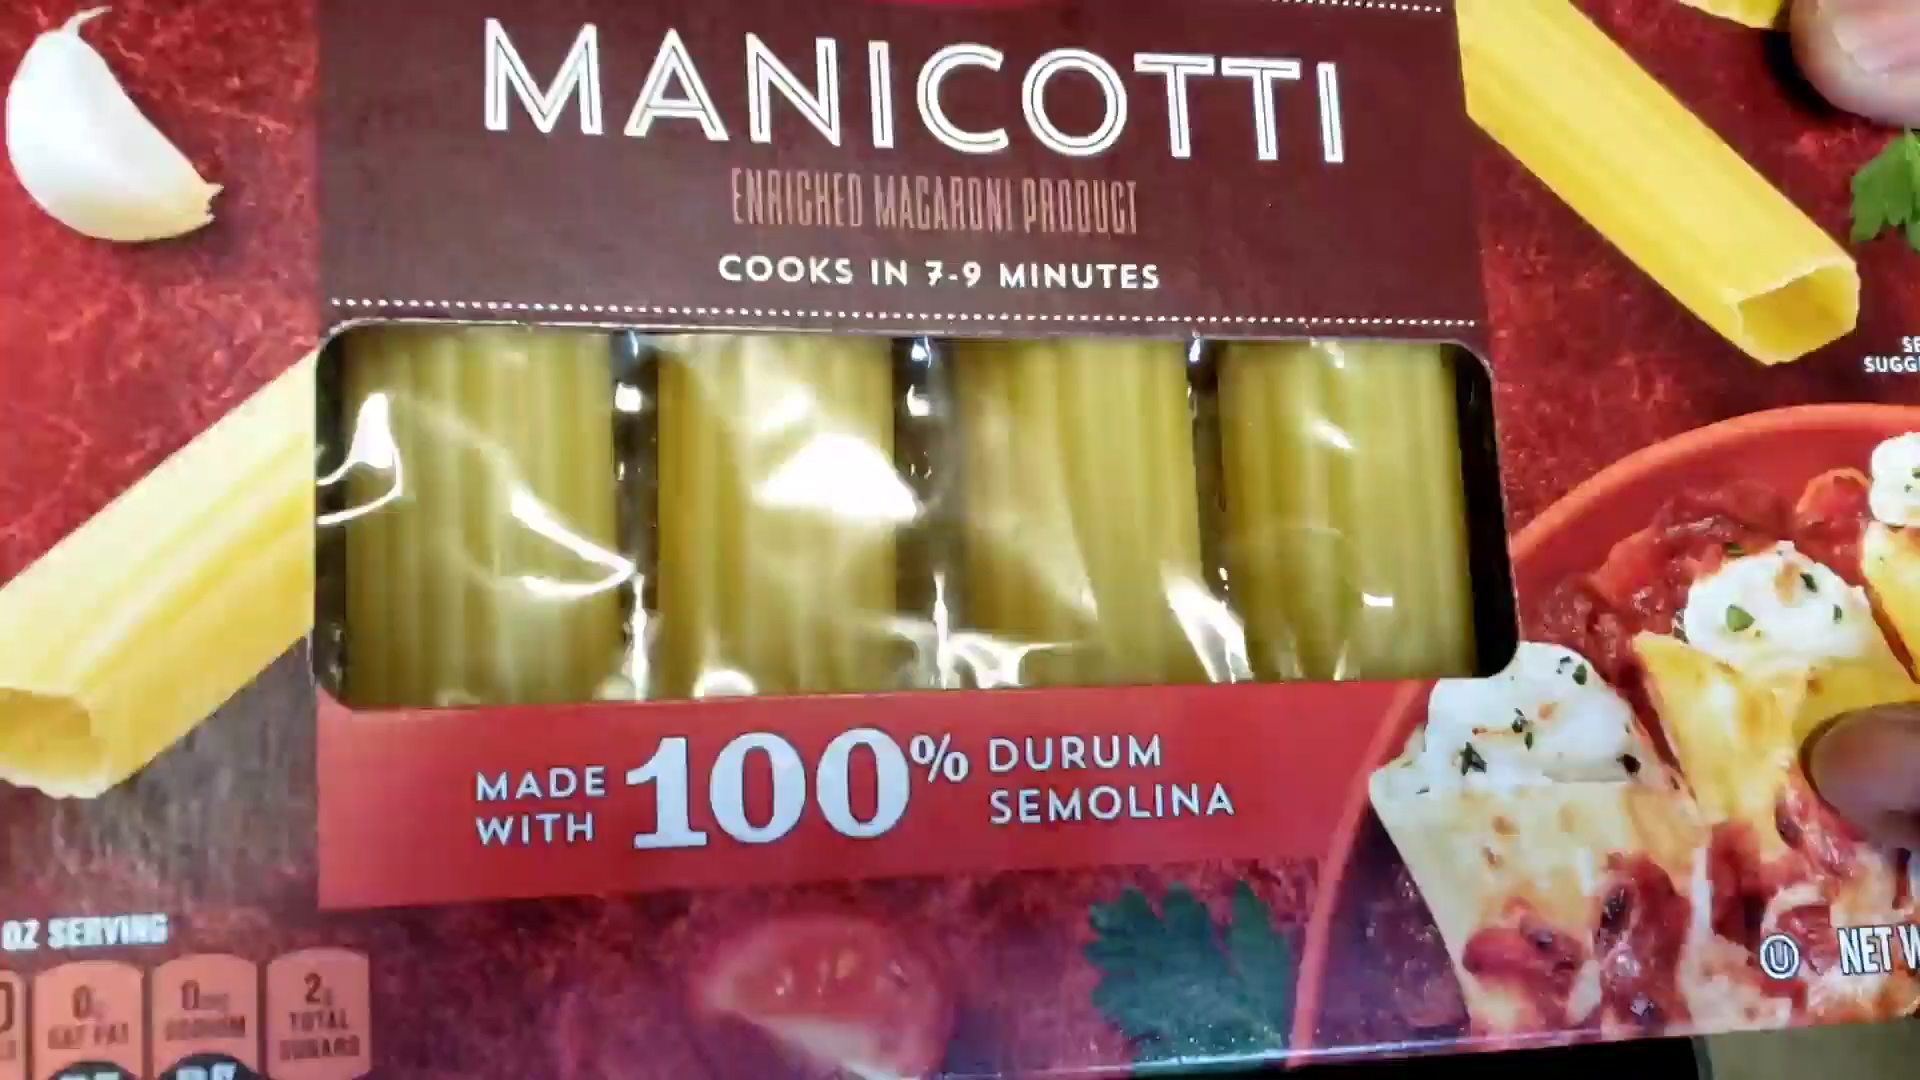 MANICOTTI
ENRICHED MACARONI PRODUCT
COOKS IN 7-9 MINUTES
MADE WITH 100% DURUM SEMOLINA
OZ SERVING
0g SAT FAT
0mg SODIUM
2g TOTAL SUGARS
U
NET